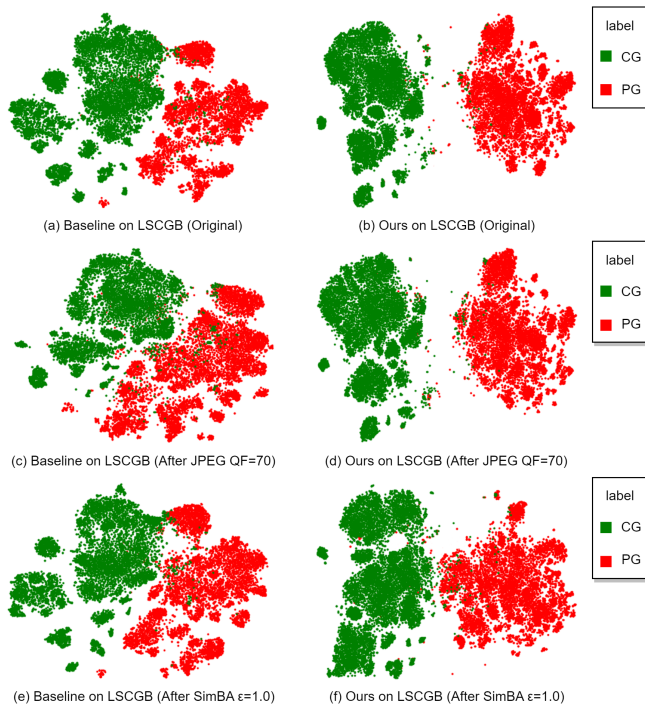 label
CG
PG
(a) Baseline on LSCGB (Original)
(b) Ours on LSCGB (Original)
label
CG
PG
(c) Baseline on LSCGB (After JPEG QF=70)
(d) Ours on LSCGB (After JPEG QF=70)
label
CG
PG
(e) Baseline on LSCGB (After SimBA ε=1.0)
(f) Ours on LSCGB (After SimBA ε=1.0)